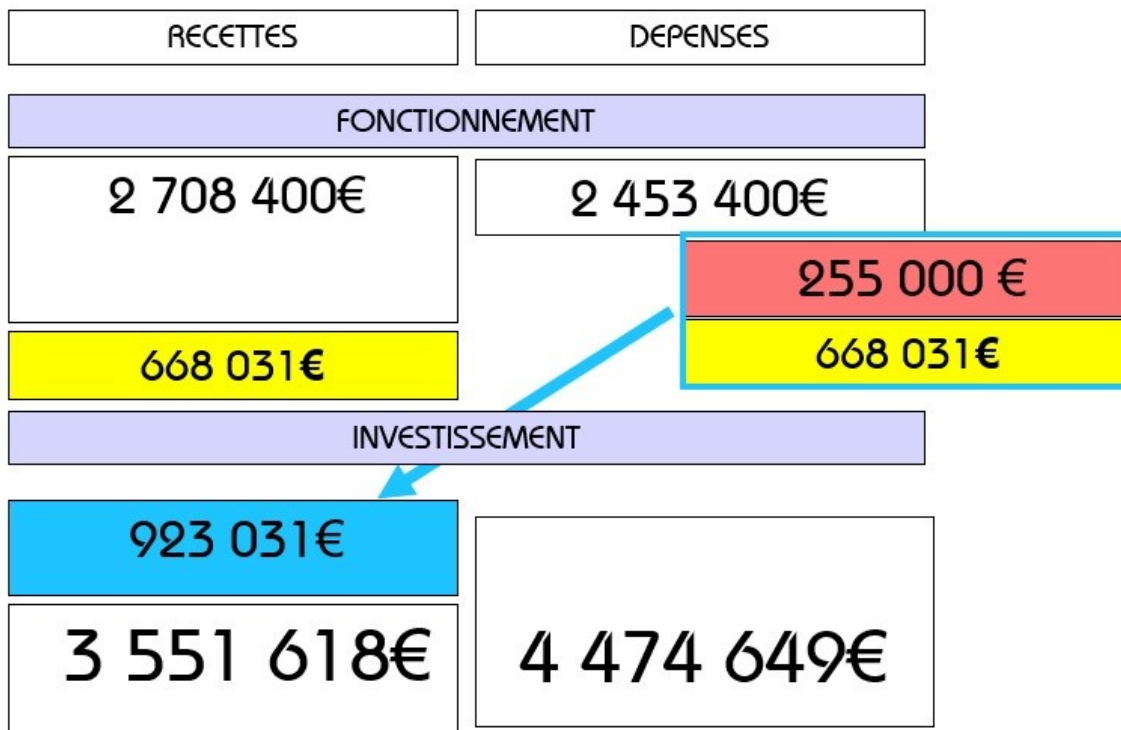 RECETTES
DEPENSES
FONCTIONNEMENT
2 708 400€
2 453 400€
255 000 €
668 031€
668 031€
INVESTISSEMENT
923 031€
3 551 618€
4 474 649€